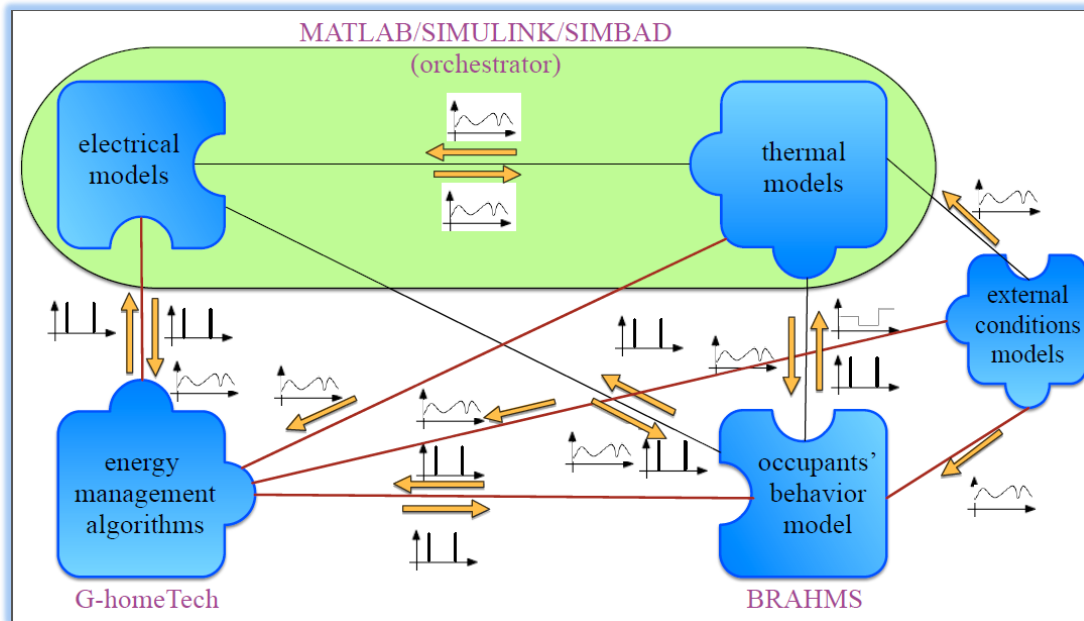 MATLAB/SIMULINK/SIMBAD
(orchestrator)
electrical
models
thermal
models
external
conditions
models
energy
management
algorithms
occupants’
behavior
model
G-homeTech
BRAHMS